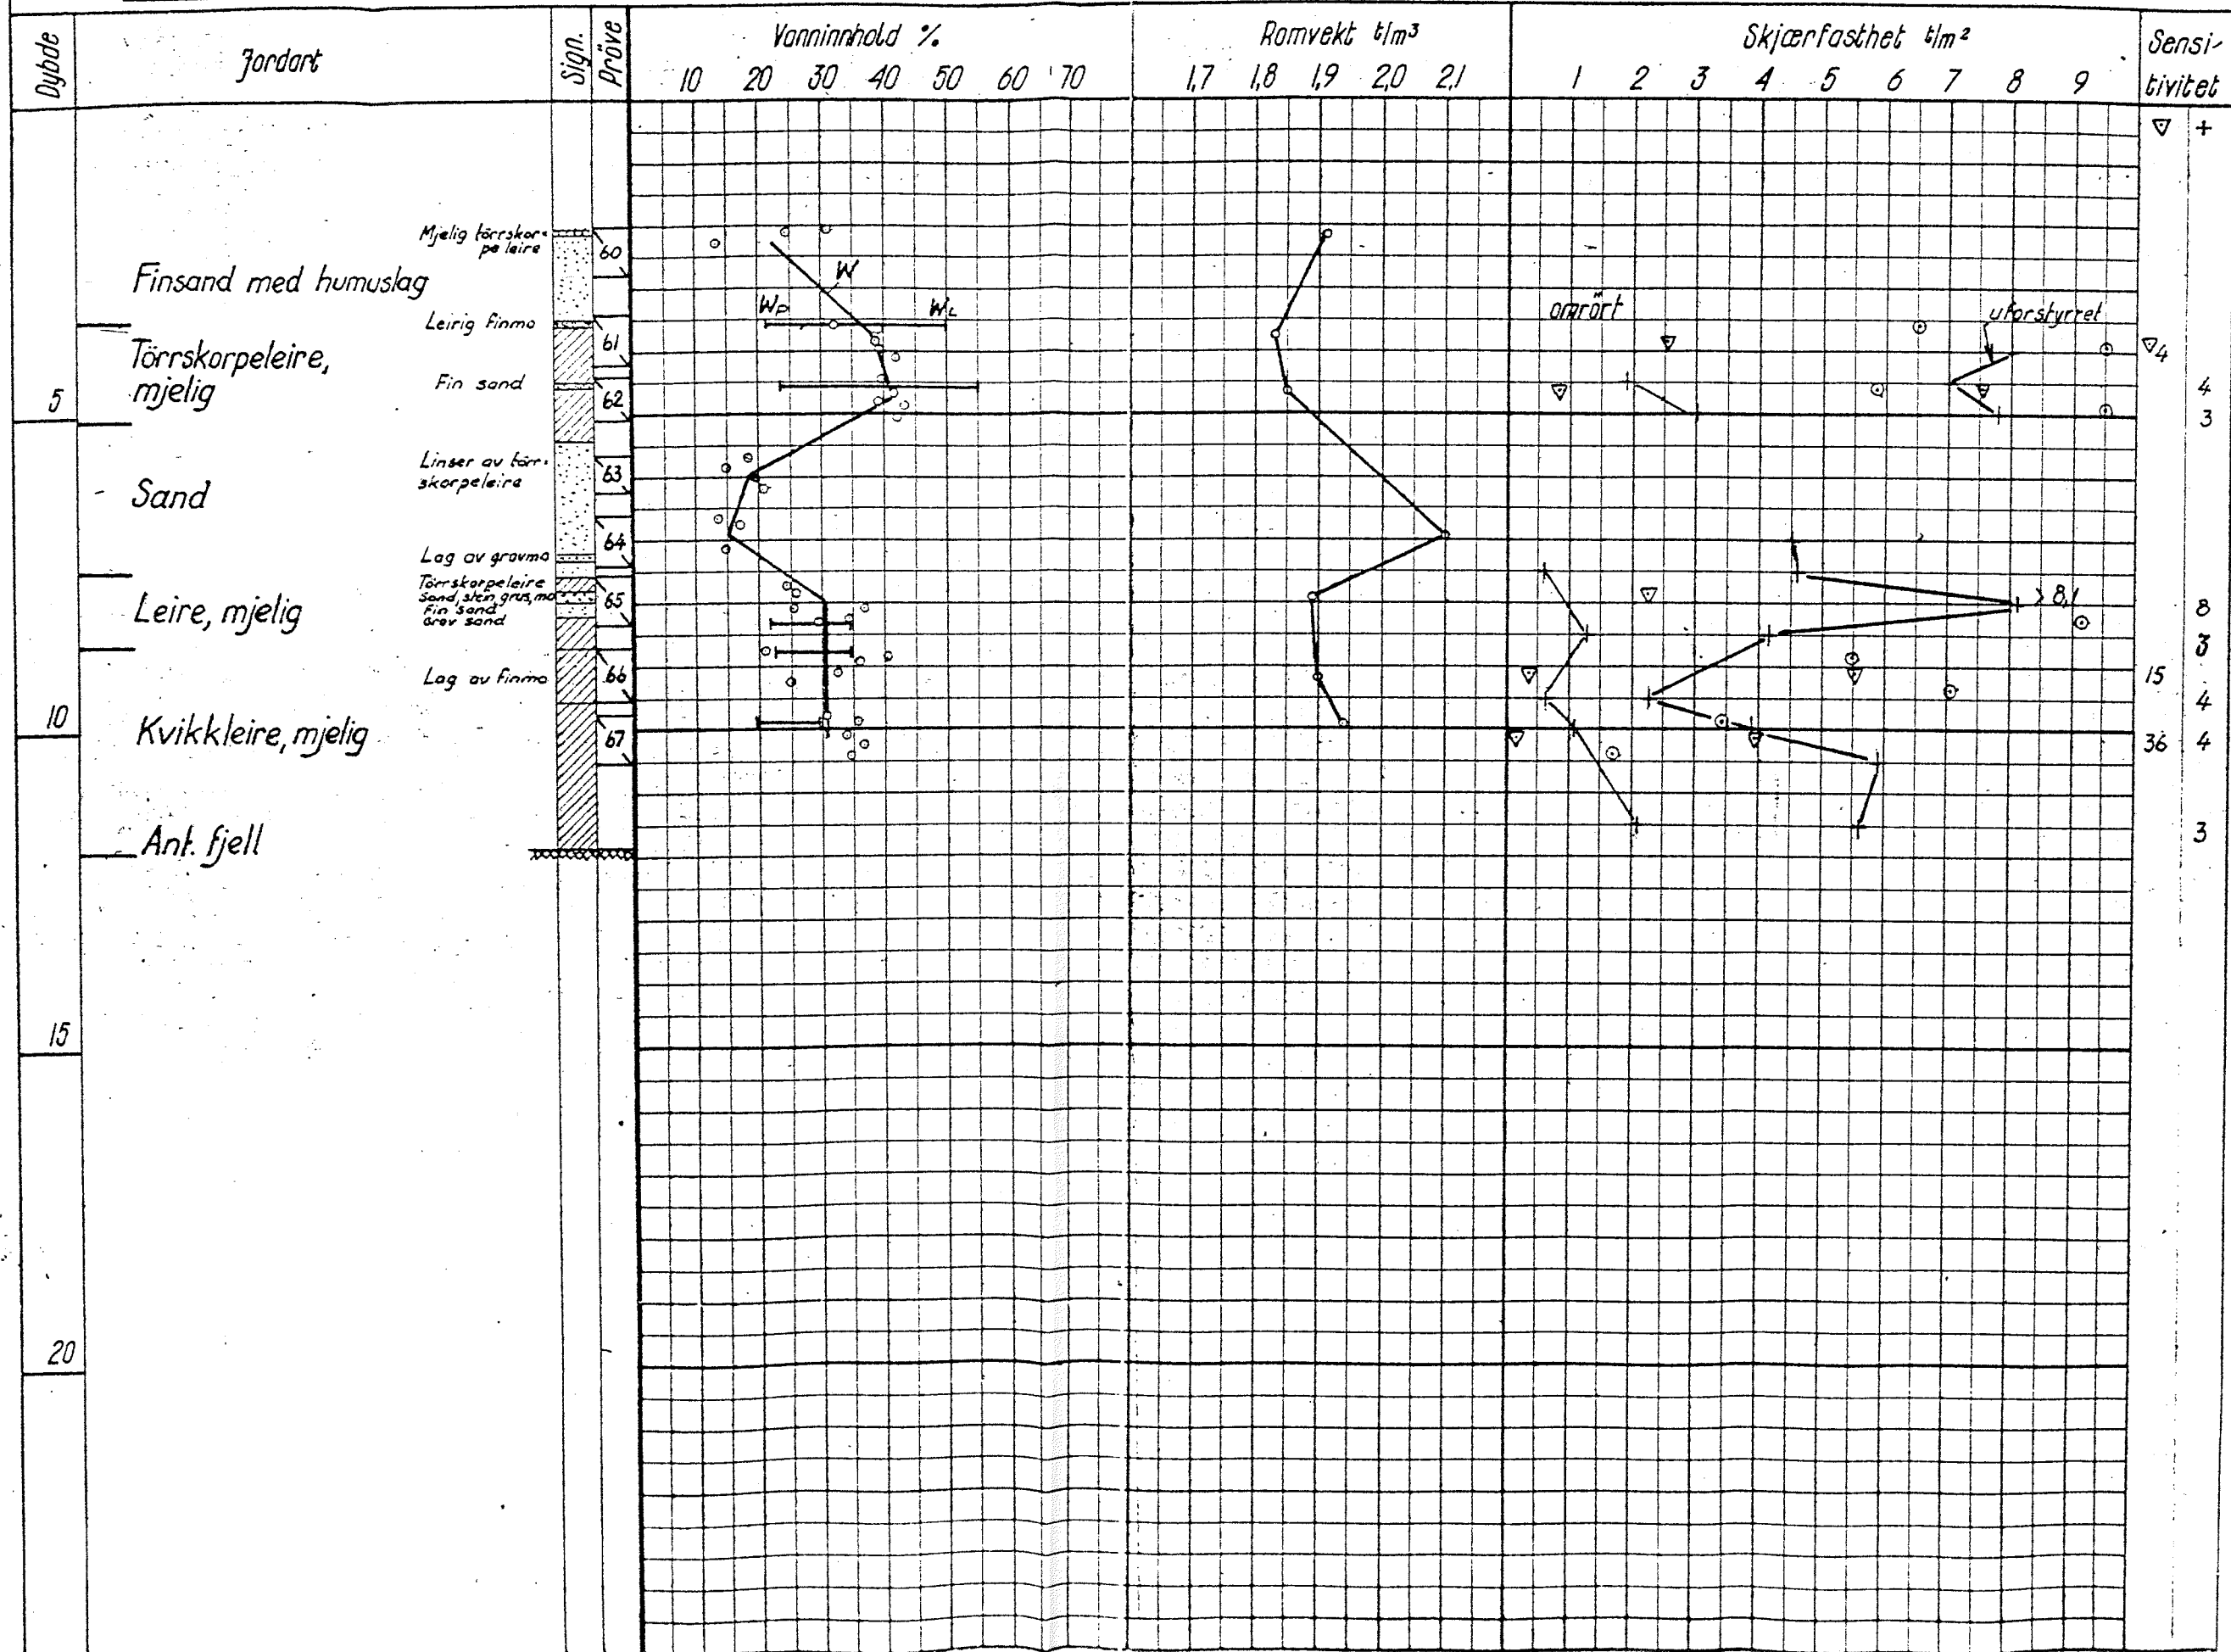 Dybde
Jordart
Sign.
Pröve
Vanninnhold %
10 20 30 40 50 60 70
Romvekt t/m³
1,7 1,8 1,9 2,0 2,1
Skjærfasthet t/m²
1 2 3 4 5 6 7 8 9
Sensi-
tivitet
▽ +
Mjelig törrskor-
pe leire
60
Finsand med humuslag
W
Wp WL
omrört
uforstyrret
Leirig finmo
61
Törrskorpeleire,
mjelig
4
Fin sand
62
4
5
3
Linser av törr-
skorpeleire
63
Sand
64
Lag av grovmo
Törrskorpeleire
Sand, stein, grus, mo
Fin sand
Grov sand
65
> 8,1
8
Leire, mjelig
3
Lag av finmo
66
15
4
10
Kvikkleire, mjelig
67
36 4
Ant. fjell
3
15
20